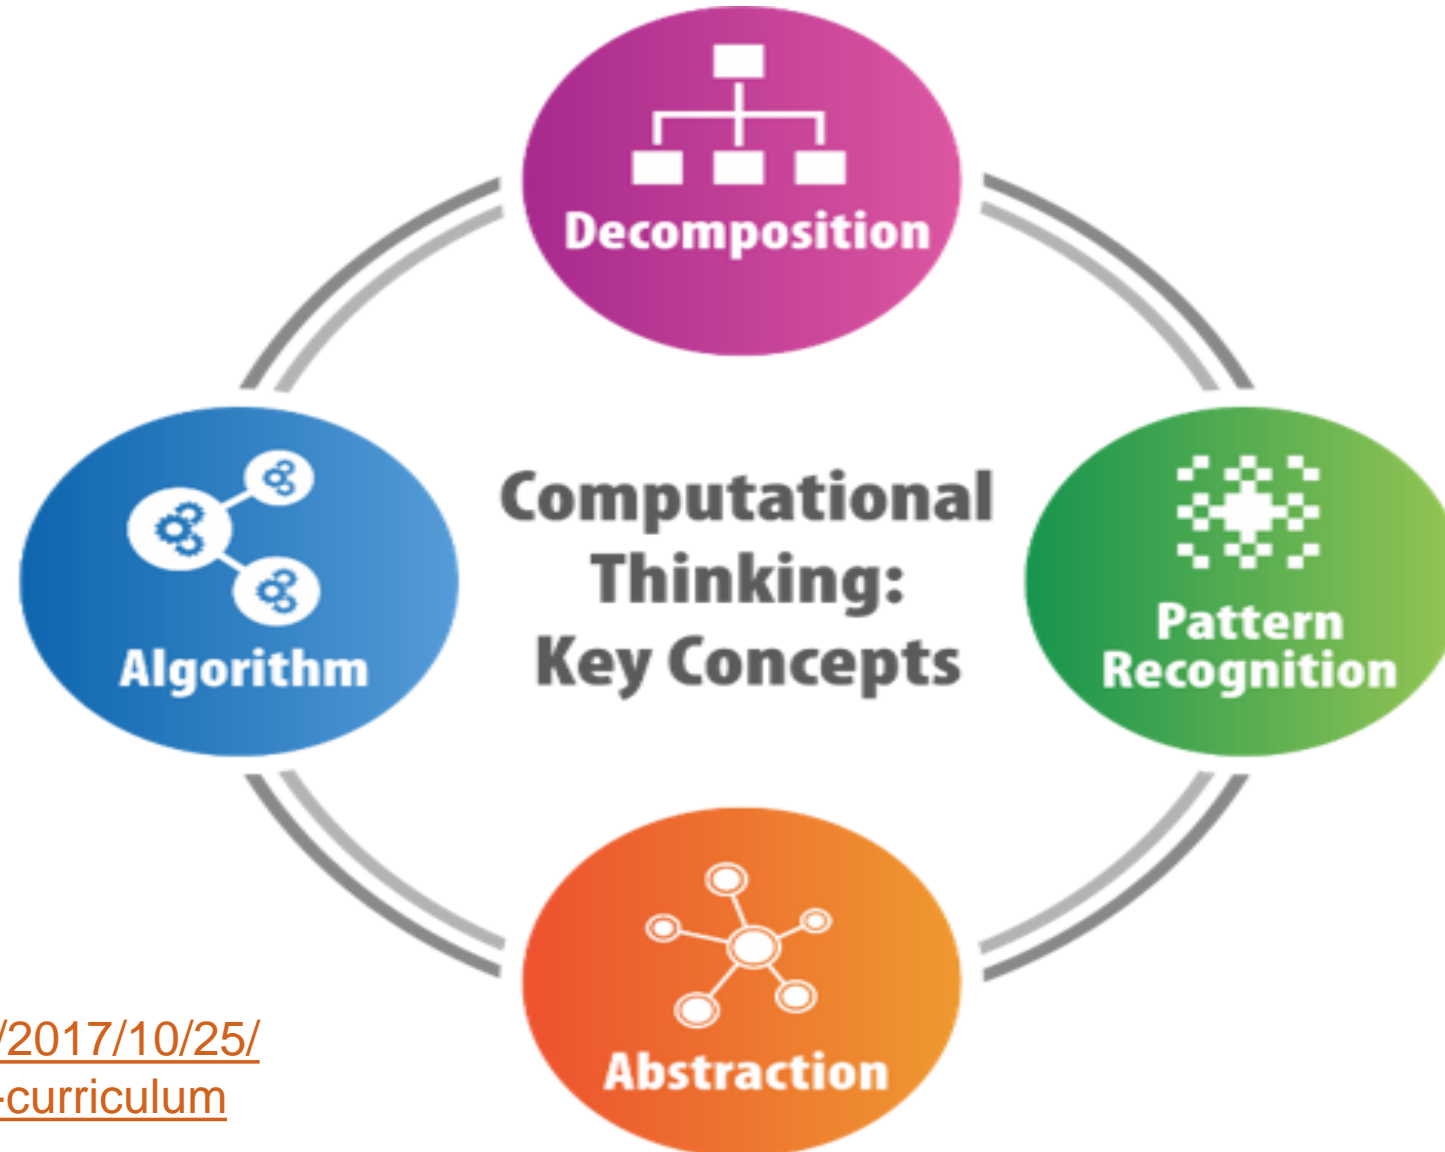 Decomposition
Computational
Thinking:
Key Concepts
Algorithm
Pattern
Recognition
Abstraction
/2017/10/25/
-curriculum